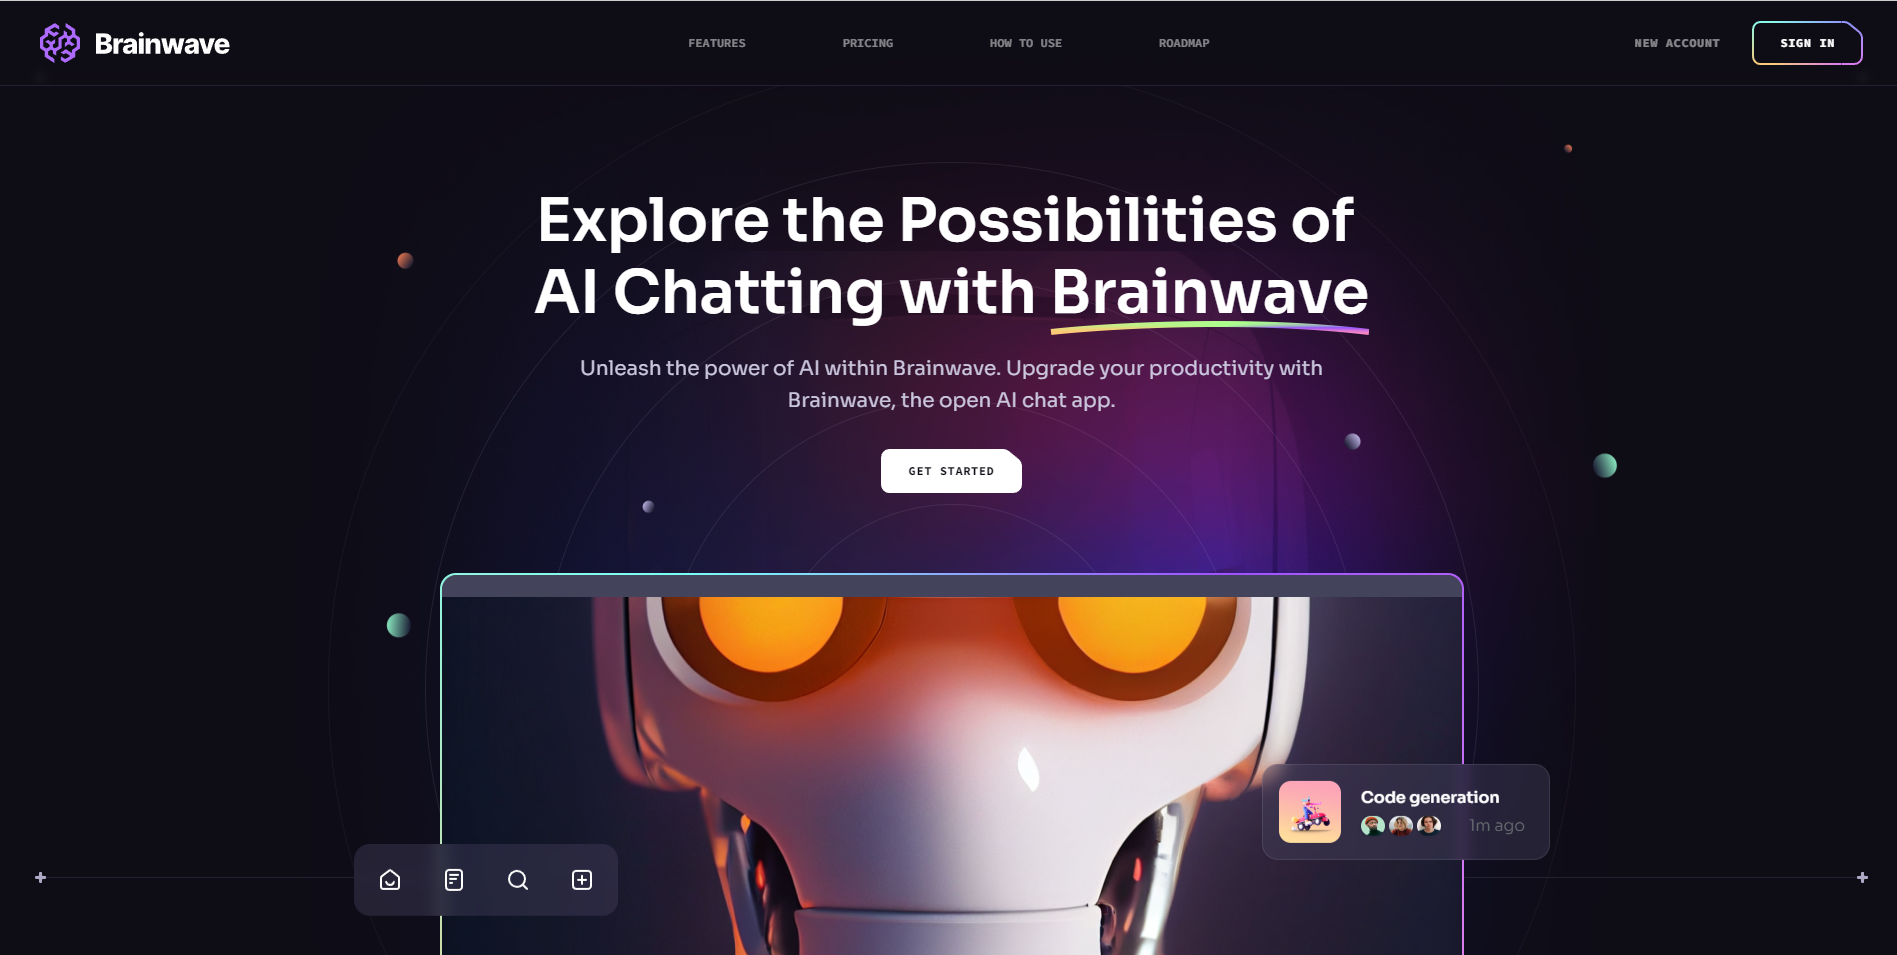 Brainwave
FEATURES
PRICING
HOW TO USE
ROADMAP
NEW ACCOUNT
SIGN IN
Explore the Possibilities of
AI Chatting with Brainwave
Unleash the power of AI within Brainwave. Upgrade your productivity with
Brainwave, the open AI chat app.
GET STARTED
Code generation
1m ago